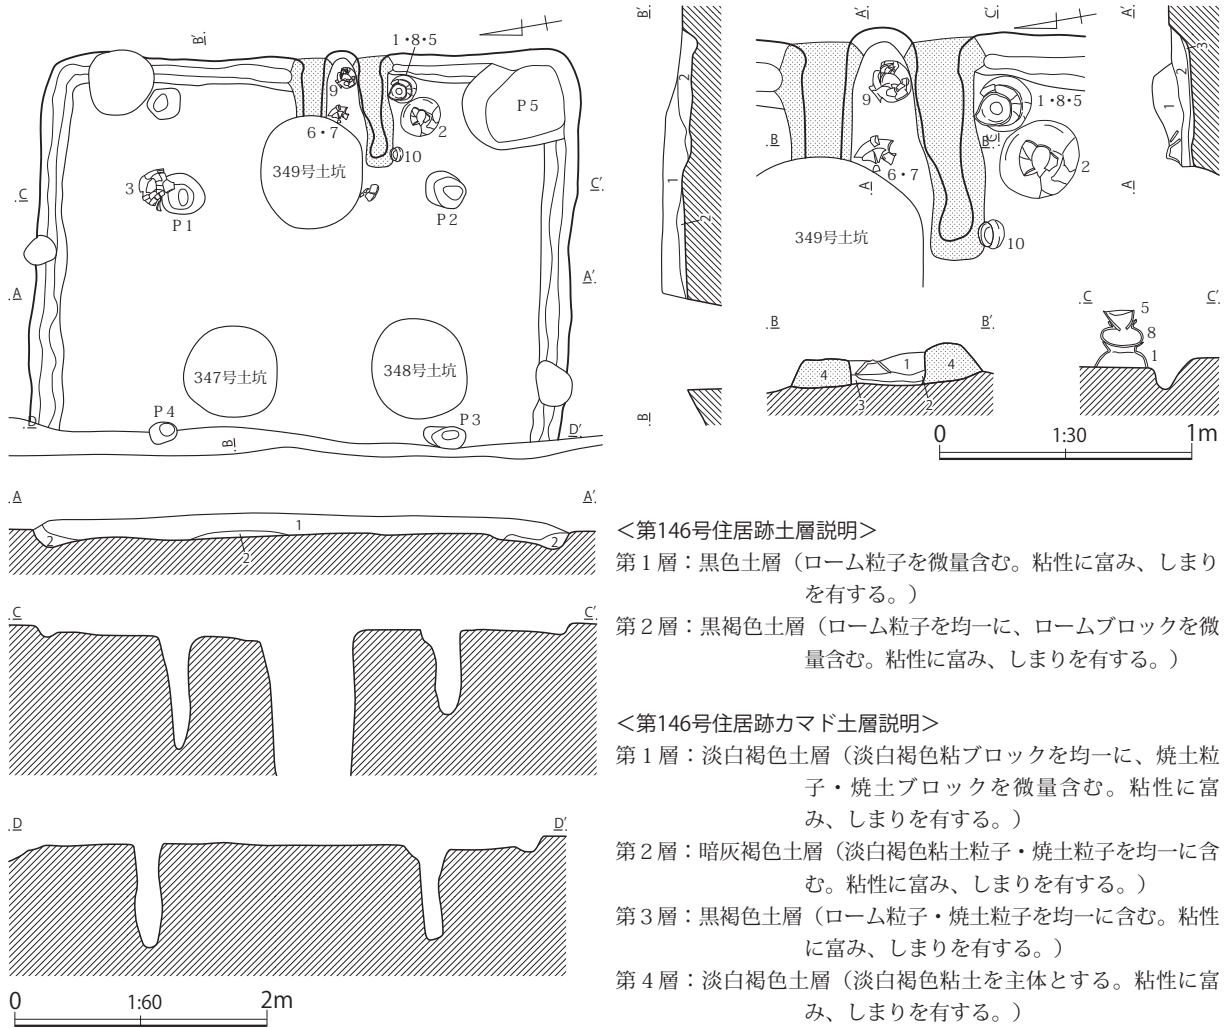 B′
1・8・5
9
P 5
6・7
2
349号土坑
10
3
C
C′
P 1
P 2
A
A′
347号土坑
348号土坑
P 4
P 3
D
D′
B
A
A′
1
2
2
2
C
C′
D
D′
0
1:60
2m
B′
A′
C′
A′
2
3
2
1
9
1・8・5
B
B′
C
2
1
6・7
A
A
2
349号土坑
10
B
B
B′
4
1
4
3
2
C
C′
5
8
1
0
1:30
1m
＜第146号住居跡土層説明＞
第１層：黒色土層（ローム粒子を微量含む。粘性に富み、しまり
を有する。）
第２層：黒褐色土層（ローム粒子を均一に、ロームブロックを微
量含む。粘性に富み、しまりを有する。）
＜第146号住居跡カマド土層説明＞
第１層：淡白褐色土層（淡白褐色粘ブロックを均一に、焼土粒
子・焼土ブロックを微量含む。粘性に富
み、しまりを有する。）
第２層：暗灰褐色土層（淡白褐色粘土粒子・焼土粒子を均一に含
む。粘性に富み、しまりを有する。）
第３層：黒褐色土層（ローム粒子・焼土粒子を均一に含む。粘性
に富み、しまりを有する。）
第４層：淡白褐色土層（淡白褐色粘土を主体とする。粘性に富
み、しまりを有する。）